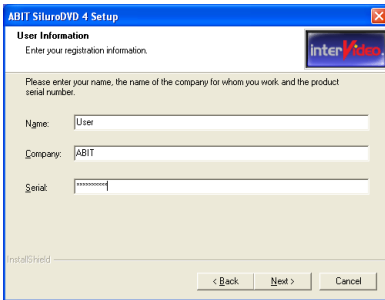 ABIT SiluroDVD 4 Setup
User Information
Enter your registration information.
interVideo.
Please enter your name, the name of the company for whom you work and the product
serial number.
Name: User
Company: ABIT
Serial: **********
InstallShield
< Back Next > Cancel